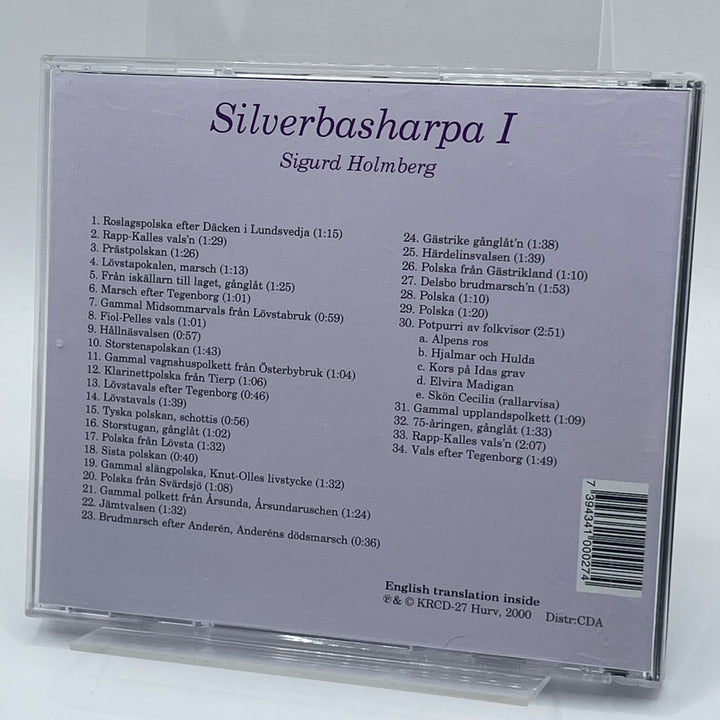 Silverbasharpa I
Sigurd Holmberg
1. Roslagspolska efter Däcken i Lundsvedja (1:15)
2. Rapp-Kalles vals'n (1:29)
3. Prästpolskan (1:26)
4. Lövstapokalen, marsch (1:13)
5. Från iskällarn till laget, gånglåt (1:25)
6. Marsch efter Tegenborg (1:01)
7. Gammal Midsommarvals från Lövstabruk (0:59)
8. Fiol-Pelles vals (1:01)
9. Hållnäsvalsen (0:57)
10. Storstenspolskan (1:43)
11. Gammal vagnshuspolkett från Österbybruk (1:04)
12. Klarinettpolska från Tierp (1:06)
13. Lövstavals efter Tegenborg (0:46)
14. Lövstavals (1:39)
15. Tyska polskan, schottis (0:56)
16. Storstugan, gånglåt (1:02)
17. Polska från Lövsta (1:32)
18. Sista polskan (0:40)
19. Gammal slängpolska, Knut-Olles livstycke (1:32)
20. Polska från Svärdsjö (1:08)
21. Gammal polkett från Årsunda, Årsundaruschen (1:24)
22. Jämtvalsen (1:32)
23. Brudmarsch efter Anderén, Anderéns dödsmarsch (0:36)
24. Gästrike gånglåt'n (1:38)
25. Härdelinsvalsen (1:39)
26. Polska från Gästrikland (1:10)
27. Delsbo brudmarsch'n (1:53)
28. Polska (1:10)
29. Polska (1:20)
30. Potpurri av folkvisor (2:51)
a. Alpens ros
b. Hjalmar och Hulda
c. Kors på Idas grav
d. Elvira Madigan
e. Skön Cecilia (rallarvisa)
31. Gammal upplandspolkett (1:09)
32. 75-åringen, gånglåt (1:33)
33. Rapp-Kalles vals'n (2:07)
34. Vals efter Tegenborg (1:49)
7 394341 000274
English translation inside
℗& © KRCD-27 Hurv, 2000 Distr:CDA